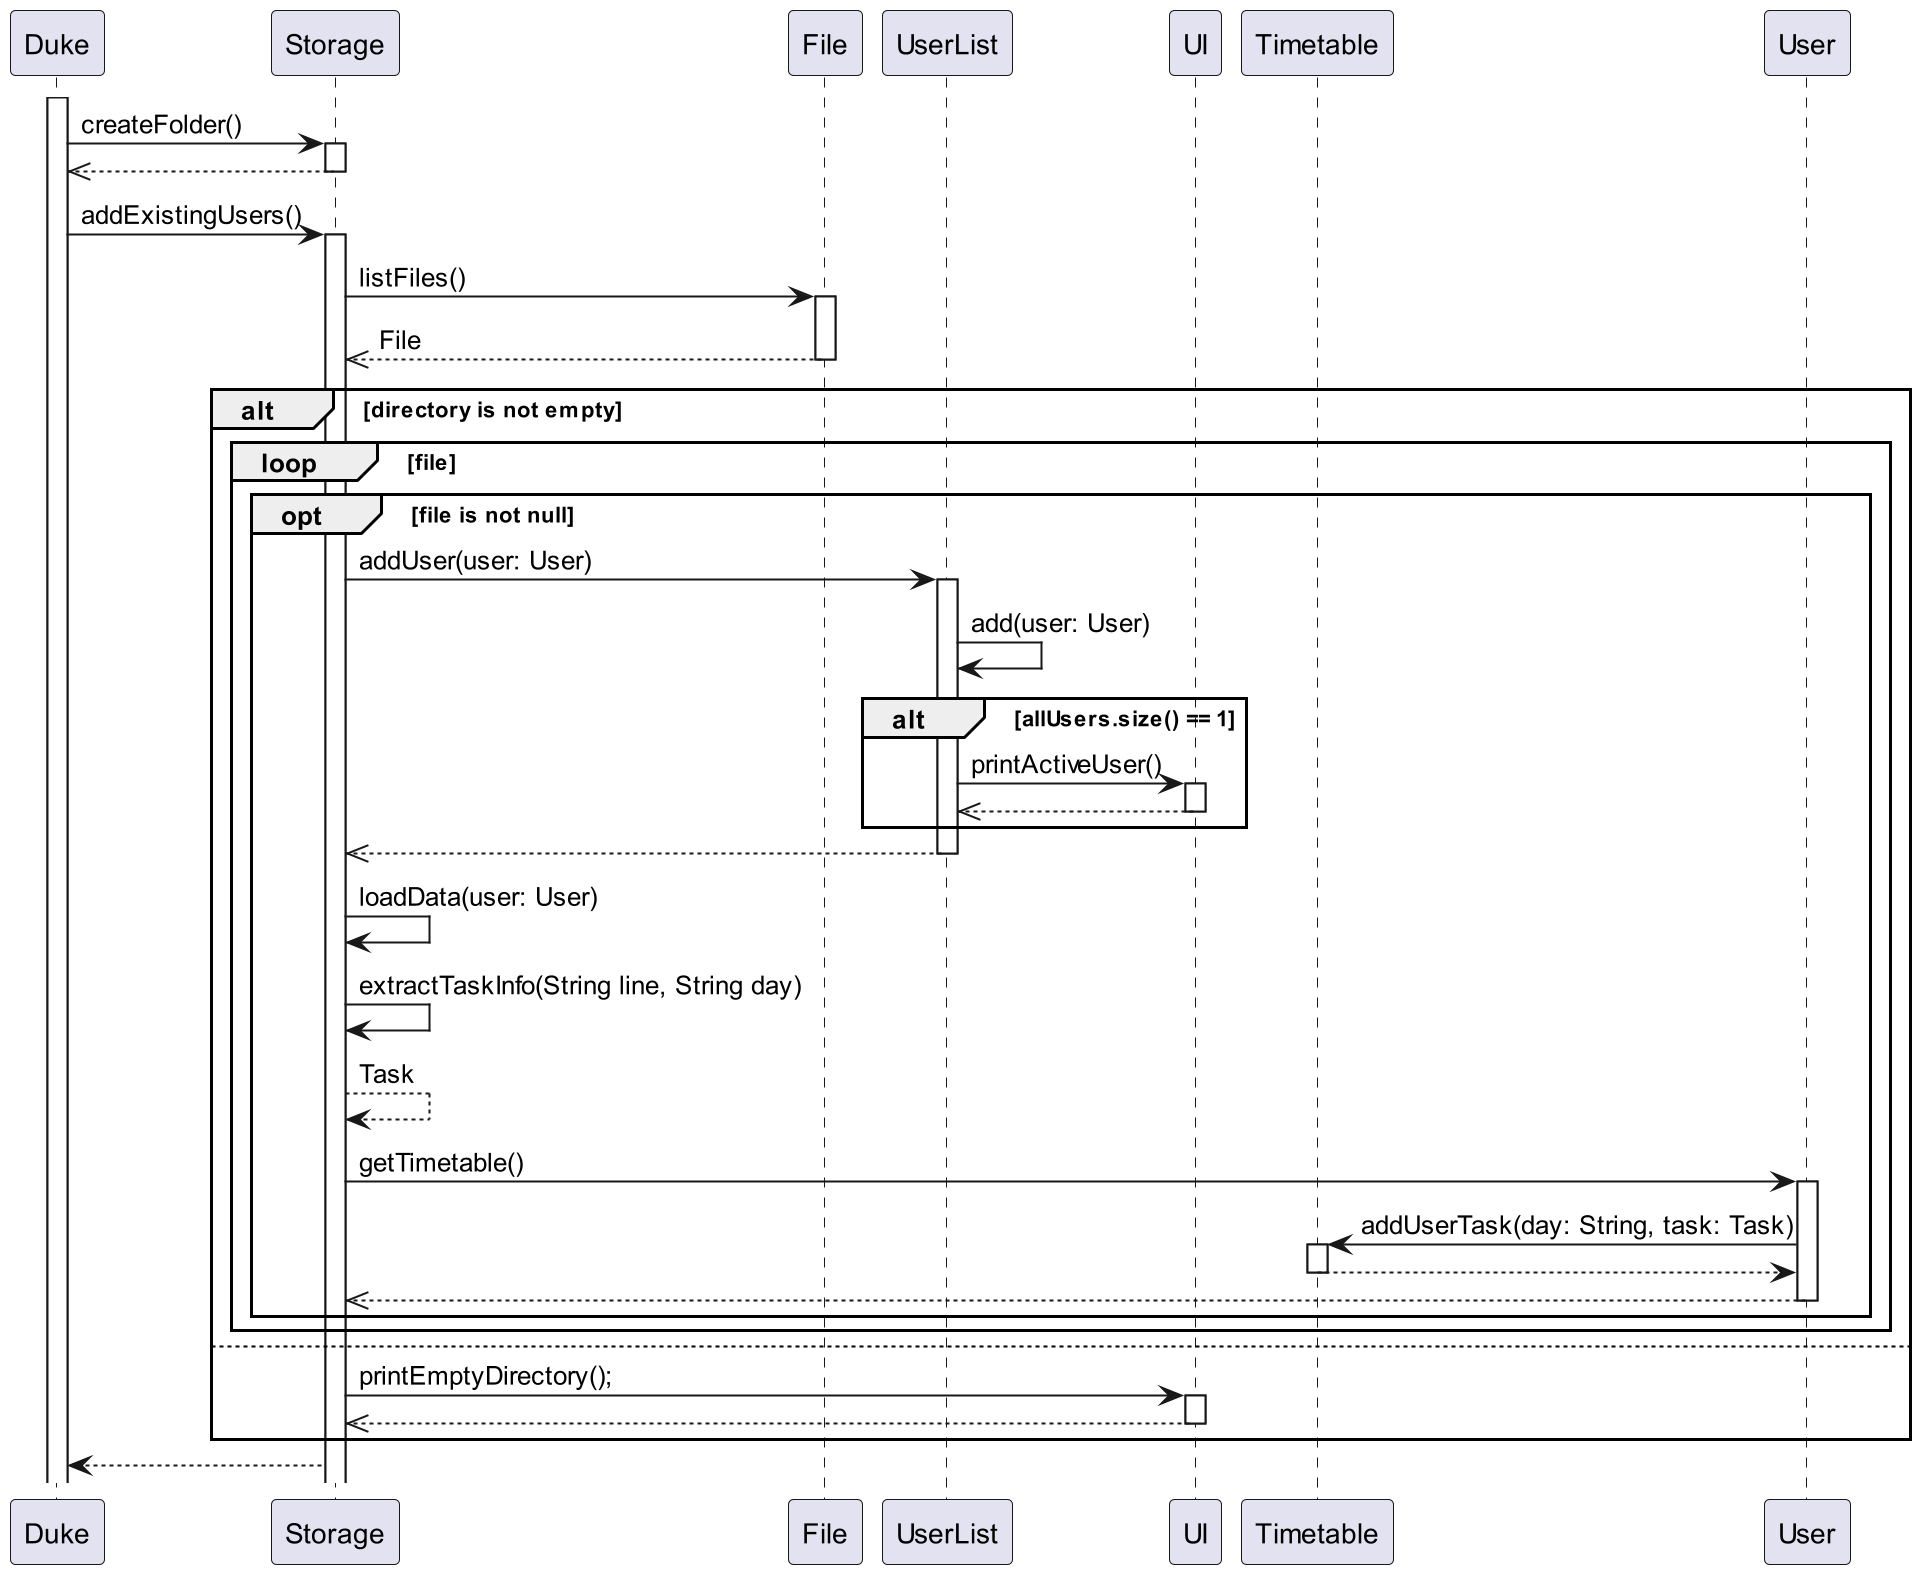 Duke Storage File UserList UI Timetable User
createFolder()
addExistingUsers()
listFiles()
File
alt [directory is not empty]
loop [file]
opt [file is not null]
addUser(user: User)
add(user: User)
alt [allUsers.size() == 1]
printActiveUser()
loadData(user: User)
extractTaskInfo(String line, String day)
Task
getTimetable()
addUserTask(day: String, task: Task)
printEmptyDirectory();
Duke Storage File UserList UI Timetable User